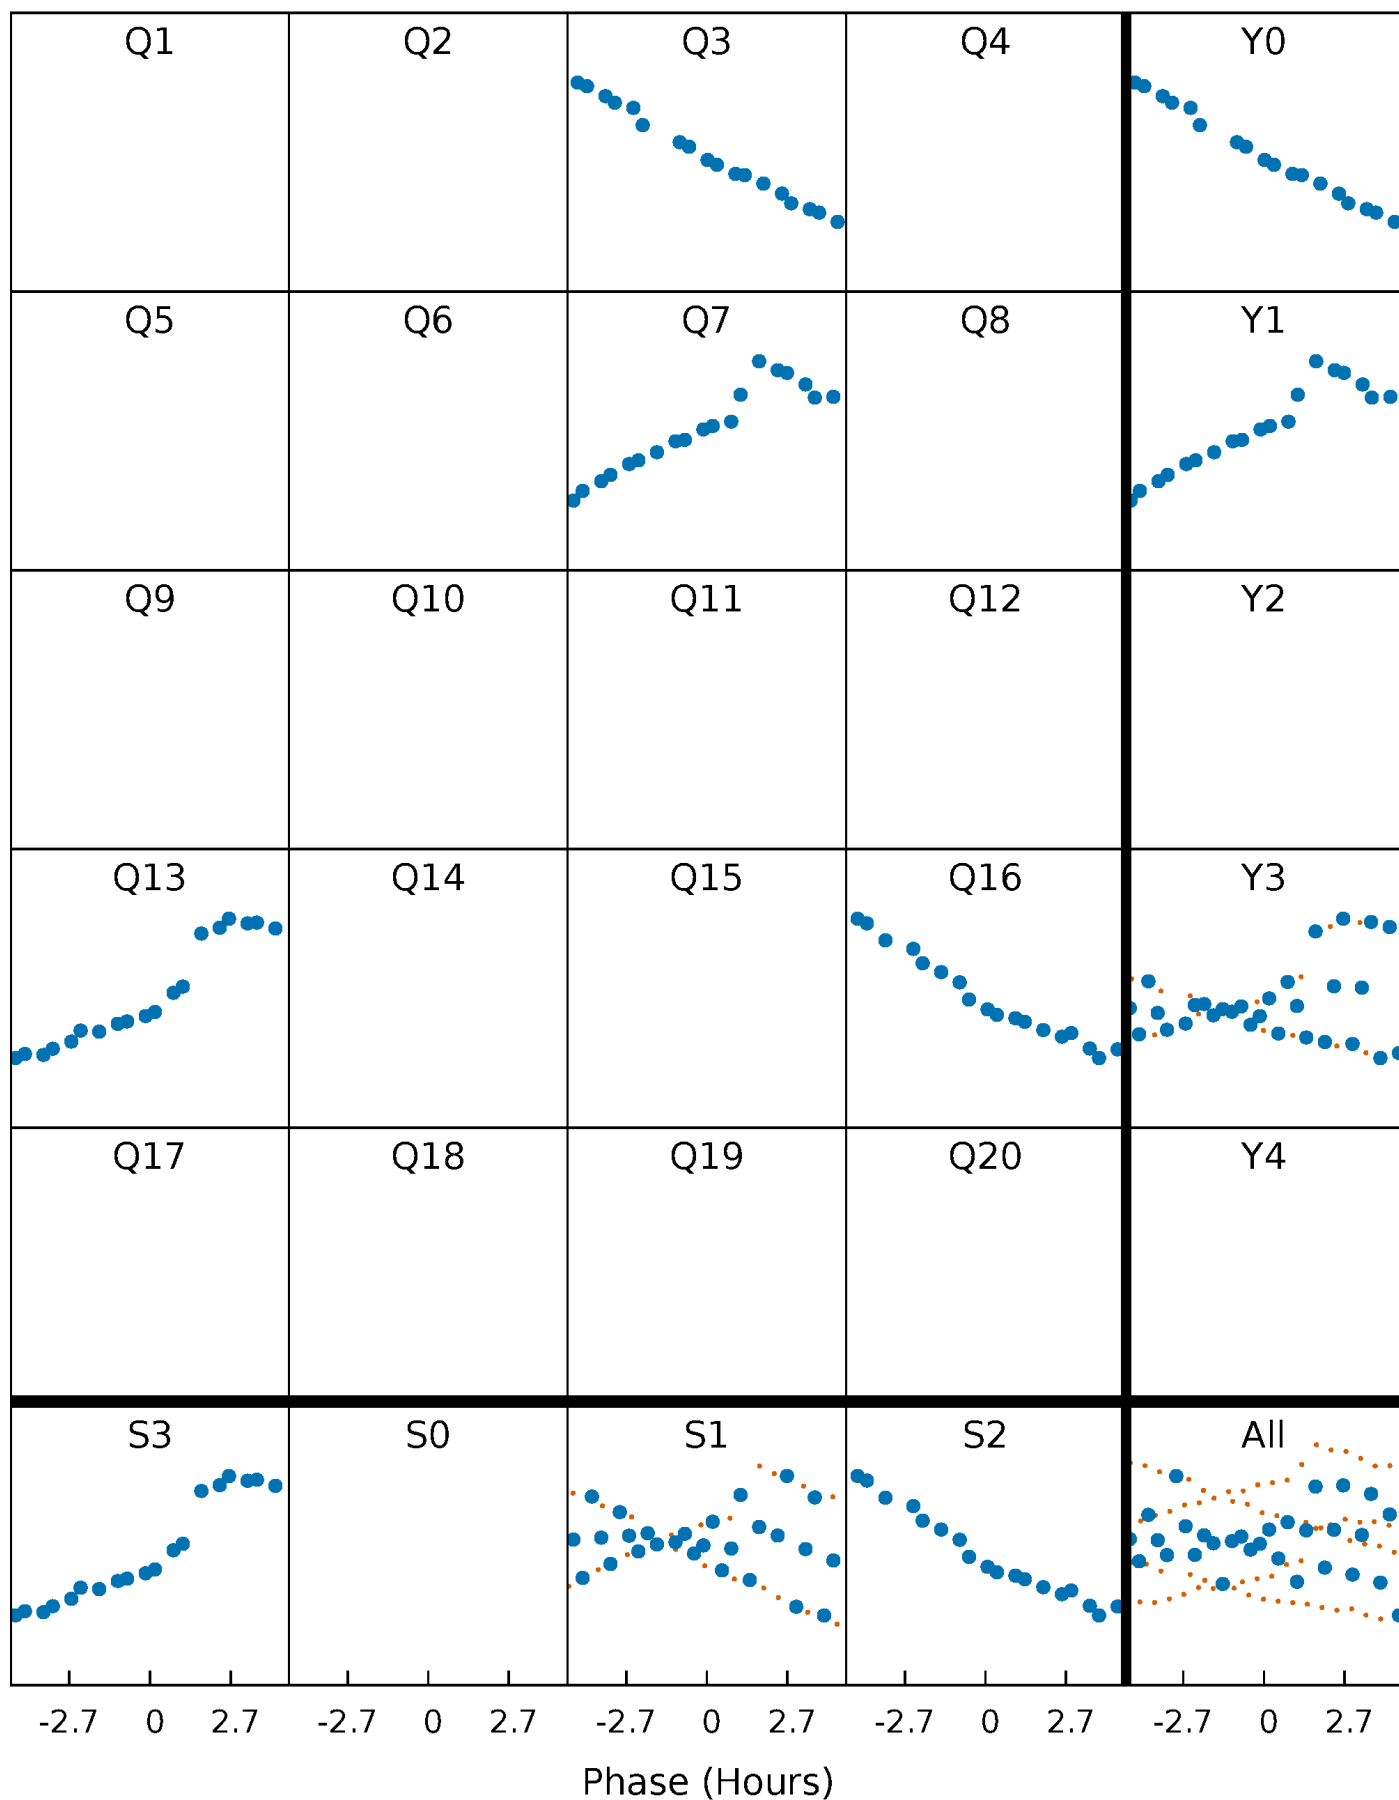 Q1 Q2 Q3 Q4 Y0
Q5 Q6 Q7 Q8 Y1
Q9 Q10 Q11 Q12 Y2
Q13 Q14 Q15 Q16 Y3
Q17 Q18 Q19 Q20 Y4
S3 S0 S1 S2 All
-2.7 0 2.7 -2.7 0 2.7 -2.7 0 2.7 -2.7 0 2.7 -2.7 0 2.7
Phase (Hours)